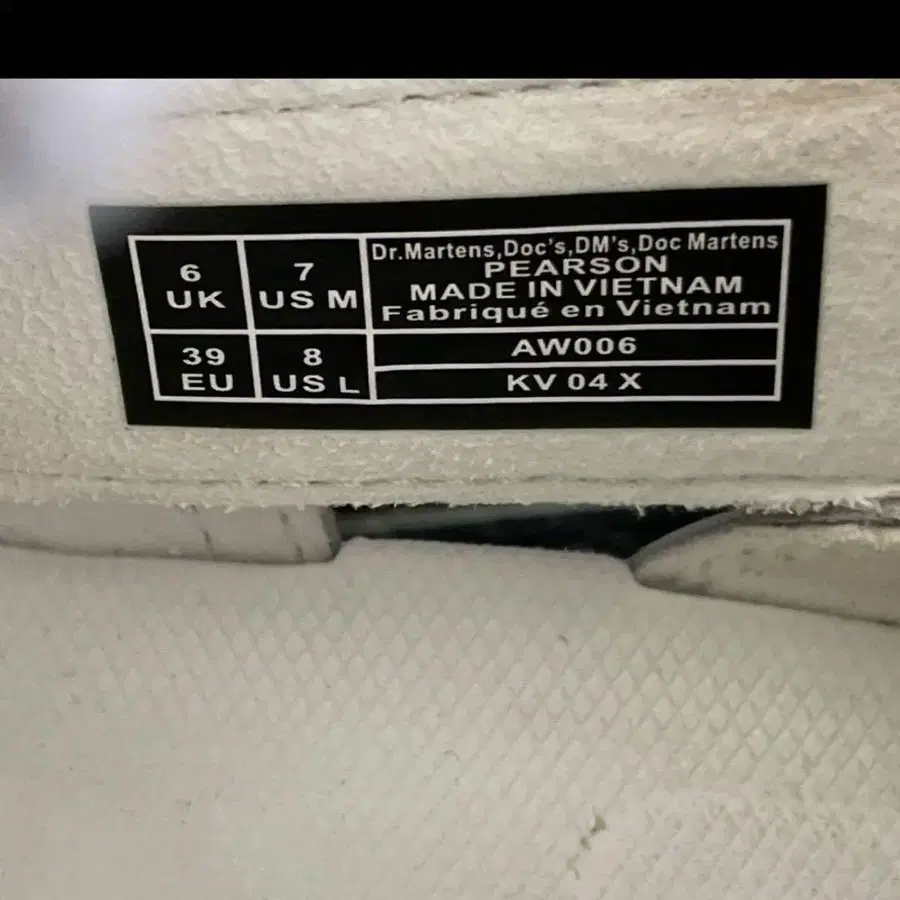 6
UK
7
US M
39
EU
8
US L
Dr.Martens,Doc's,DM's,Doc Martens
PEARSON
MADE IN VIETNAM
Fabriqué en Vietnam
AW006
KV 04 X